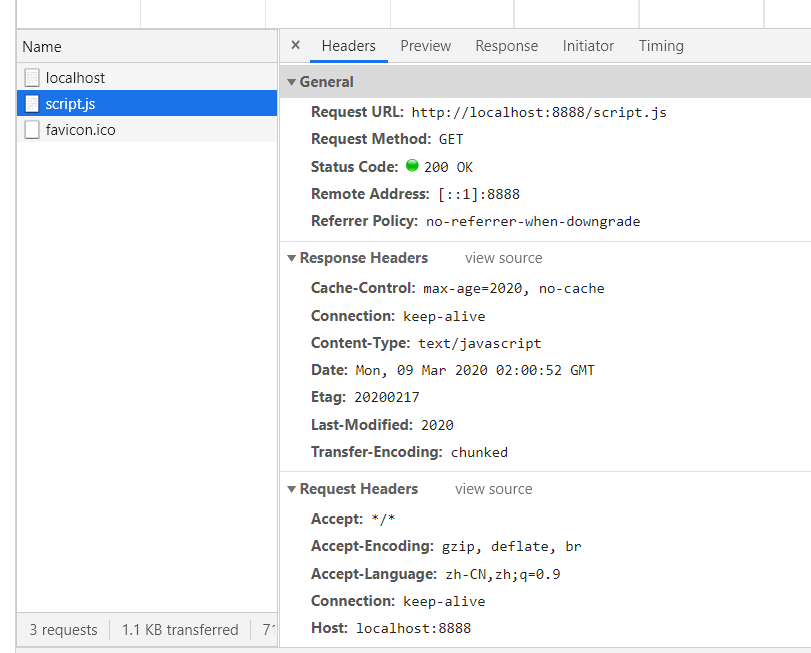 Name
localhost
script.js
favicon.ico
3 requests 1.1 KB transferred
× Headers Preview Response Initiator Timing
General
Request URL: http://localhost:8888/script.js
Request Method: GET
Status Code: 200 OK
Remote Address: [::1]:8888
Referrer Policy: no-referrer-when-downgrade
Response Headers view source
Cache-Control: max-age=2020, no-cache
Connection: keep-alive
Content-Type: text/javascript
Date: Mon, 09 Mar 2020 02:00:52 GMT
Etag: 20200217
Last-Modified: 2020
Transfer-Encoding: chunked
Request Headers view source
Accept: */*
Accept-Encoding: gzip, deflate, br
Accept-Language: zh-CN,zh;q=0.9
Connection: keep-alive
Host: localhost:8888